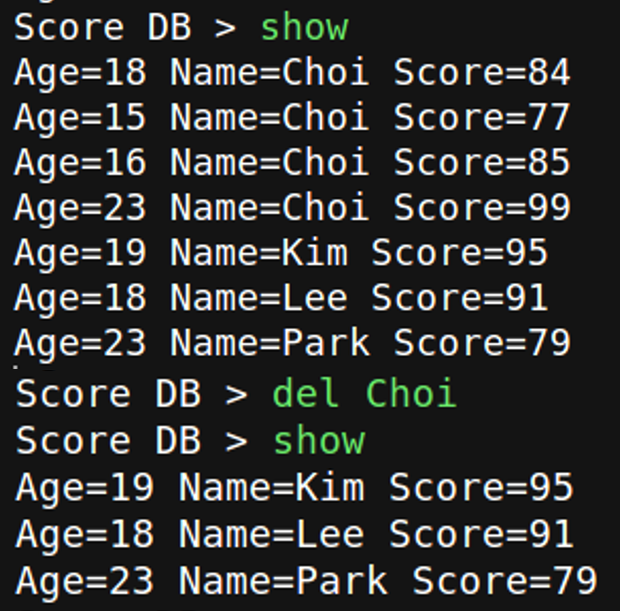 Score DB > show
Age=18 Name=Choi Score=84
Age=15 Name=Choi Score=77
Age=16 Name=Choi Score=85
Age=23 Name=Choi Score=99
Age=19 Name=Kim Score=95
Age=18 Name=Lee Score=91
Age=23 Name=Park Score=79
Score DB > del Choi
Score DB > show
Age=19 Name=Kim Score=95
Age=18 Name=Lee Score=91
Age=23 Name=Park Score=79